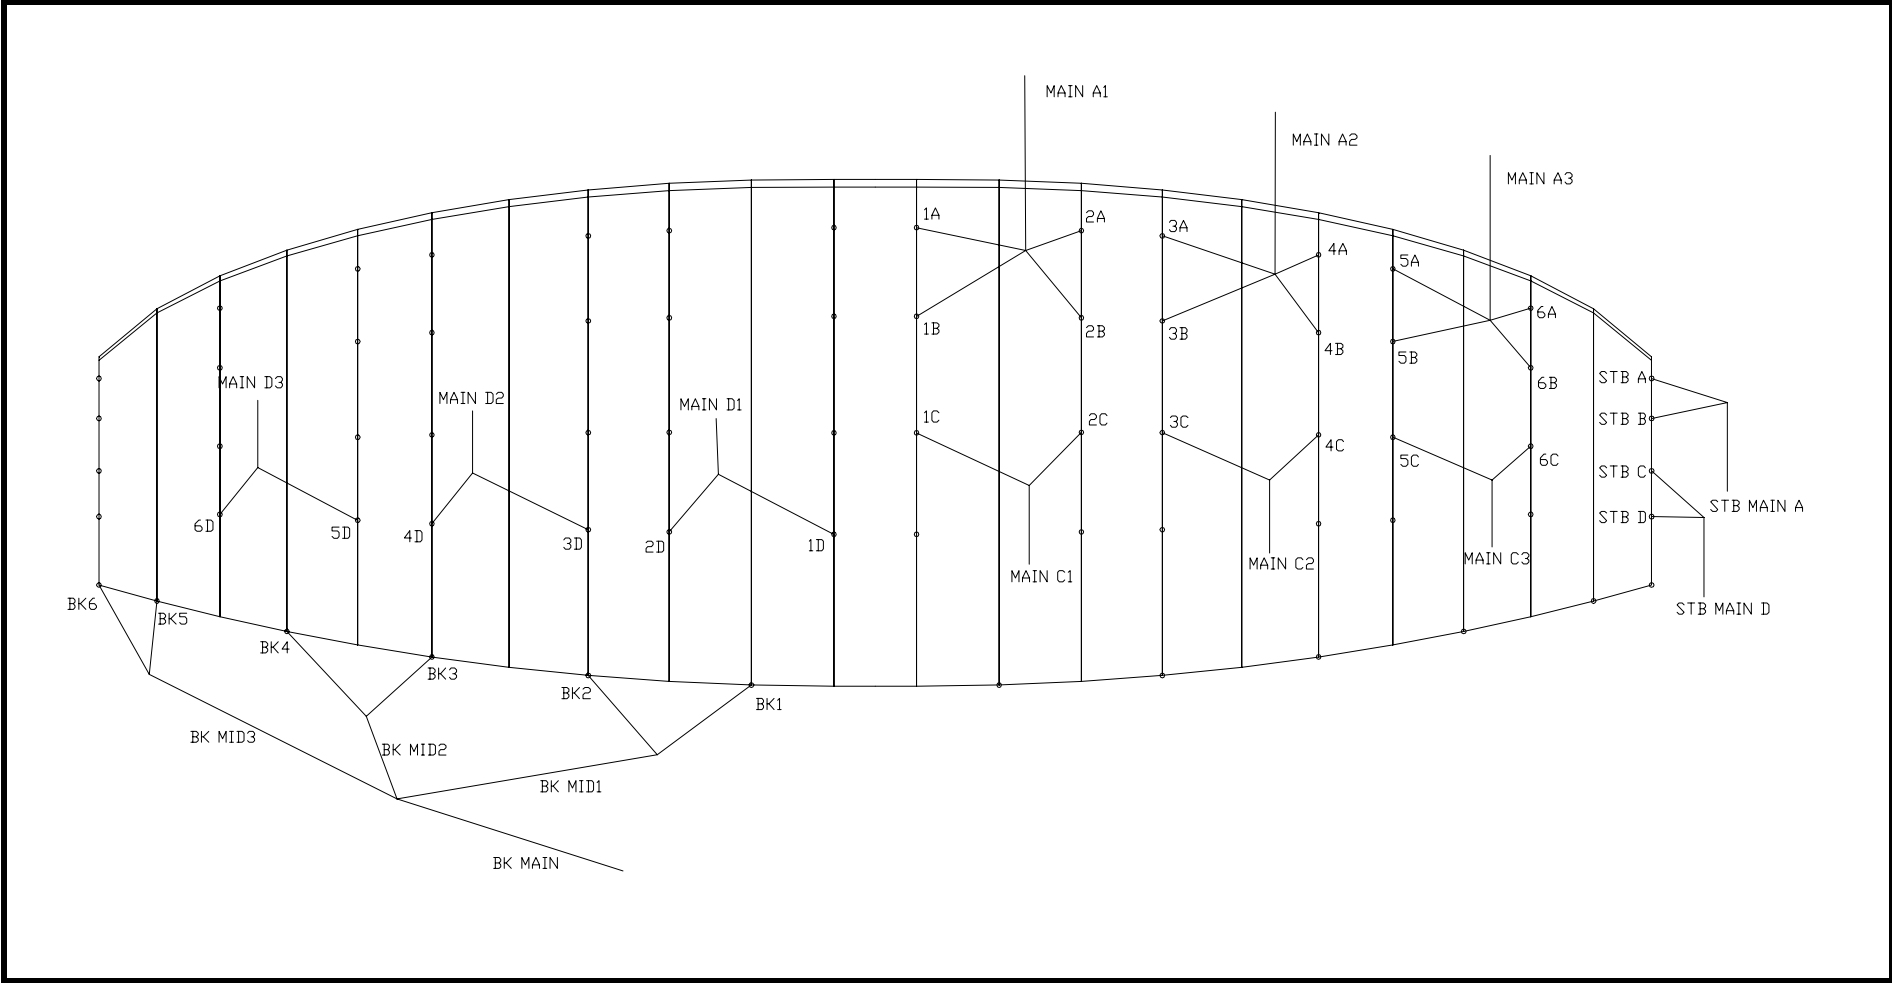 MAIN A1
MAIN A2
MAIN A3
1A
2A
3A
4A
5A
6A
1B
2B
3B
4B
5B
6B
STB A
STB B
MAIN D3
MAIN D2
MAIN D1
1C
2C
3C
4C
5C
6C
STB C
STB D
STB MAIN A
6D
5D
4D
3D
2D
1D
MAIN C1
MAIN C2
MAIN C3
STB MAIN D
BK6
BK5
BK4
BK3
BK2
BK1
BK MID3
BK MID2
BK MID1
BK MAIN